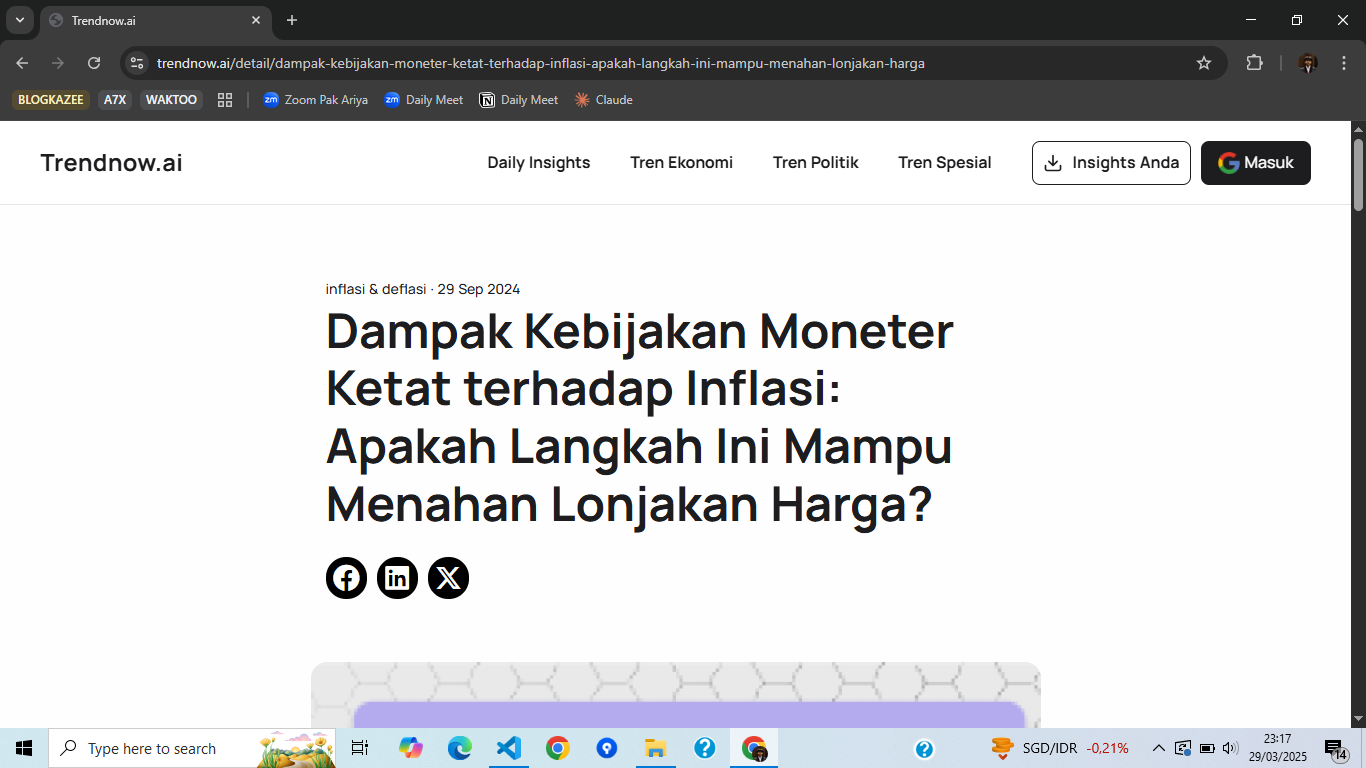 Trendnow.ai
trendnow.ai/detail/dampak-kebijakan-moneter-ketat-terhadap-inflasi-apakah-langkah-ini-mampu-menahan-lonjakan-harga
BLOGKAZEE A7X WAKTOO zm Zoom Pak Ariya zm Daily Meet Daily Meet Claude
Trendnow.ai Daily Insights Tren Ekonomi Tren Politik Tren Spesial Insights Anda Masuk
inflasi & deflasi · 29 Sep 2024
Dampak Kebijakan Moneter
Ketat terhadap Inflasi:
Apakah Langkah Ini Mampu
Menahan Lonjakan Harga?
Type here to search SGD/IDR -0,21% 23:17
29/03/2025 14